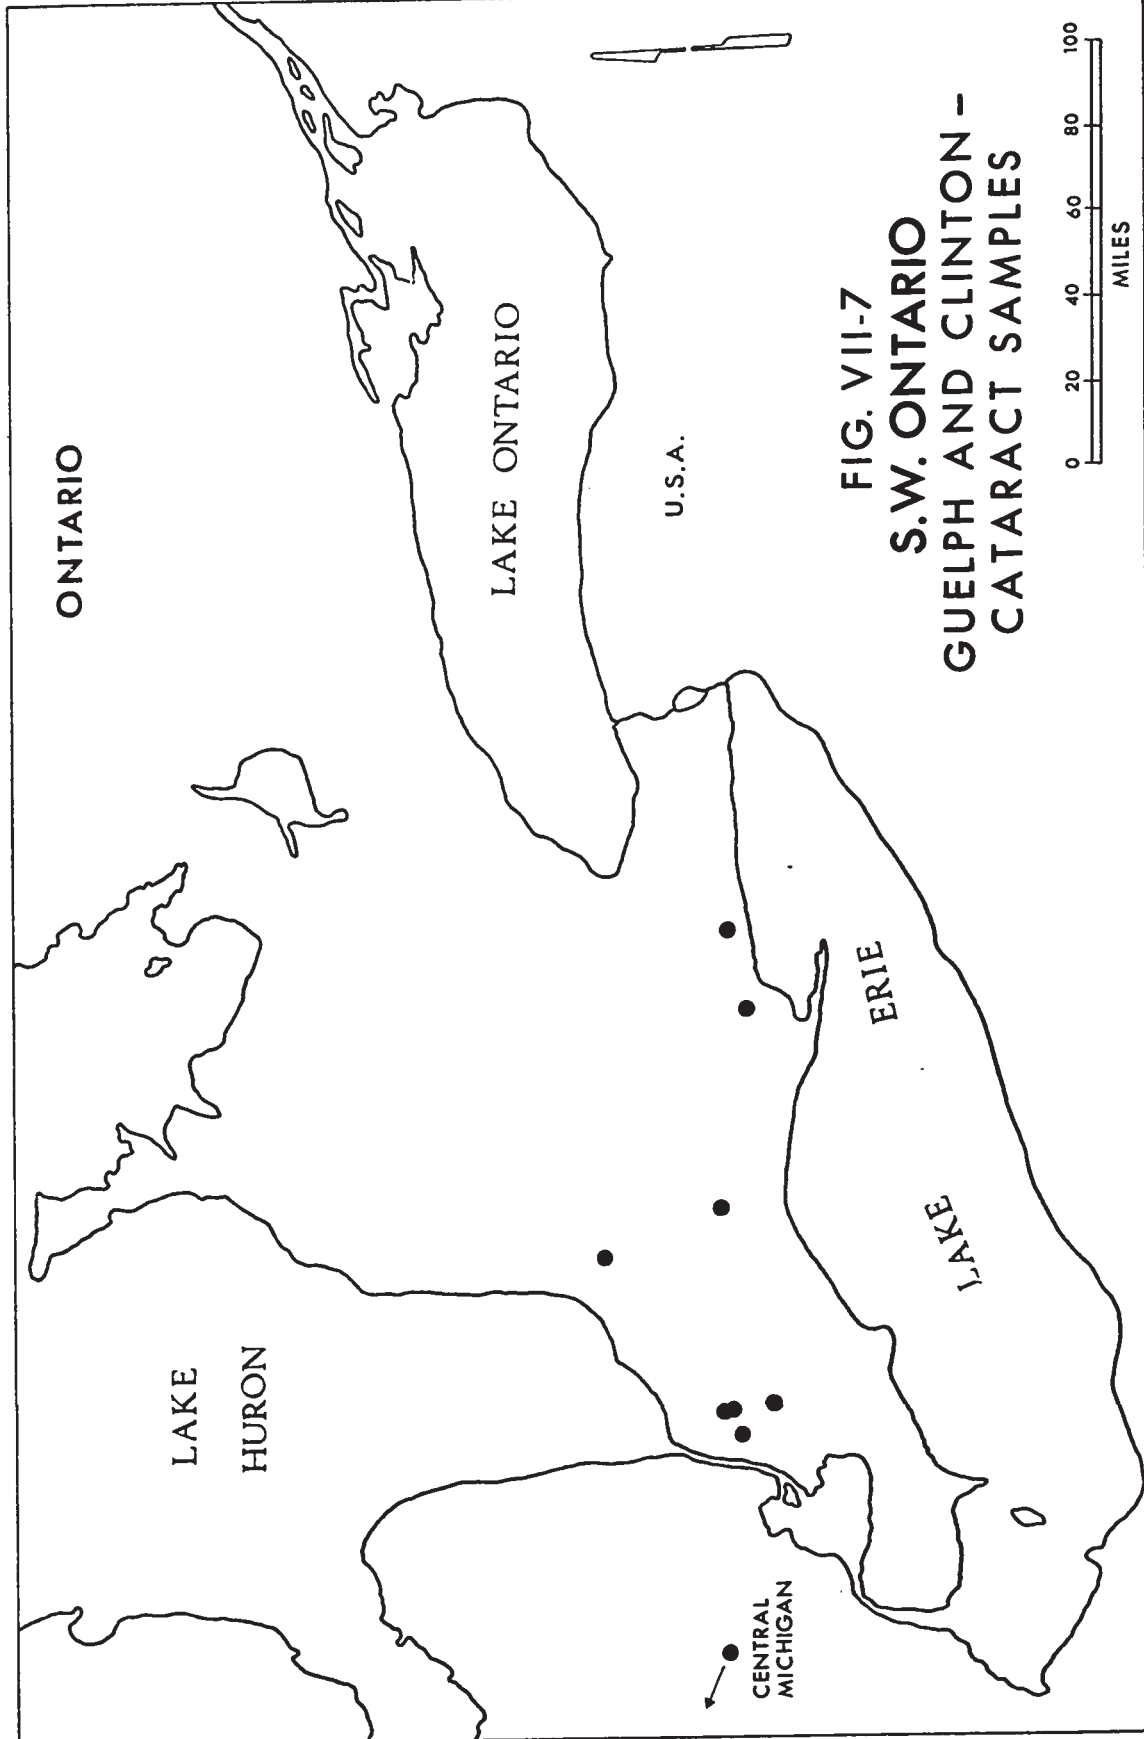 ONTARIO
LAKE
HURON
LAKE ONTARIO
U.S.A.
LAKE ERIE
CENTRAL
MICHIGAN
FIG. VII-7
S.W. ONTARIO
GUELPH AND CLINTON –
CATARACT SAMPLES
0 20 40 60 80 100
MILES